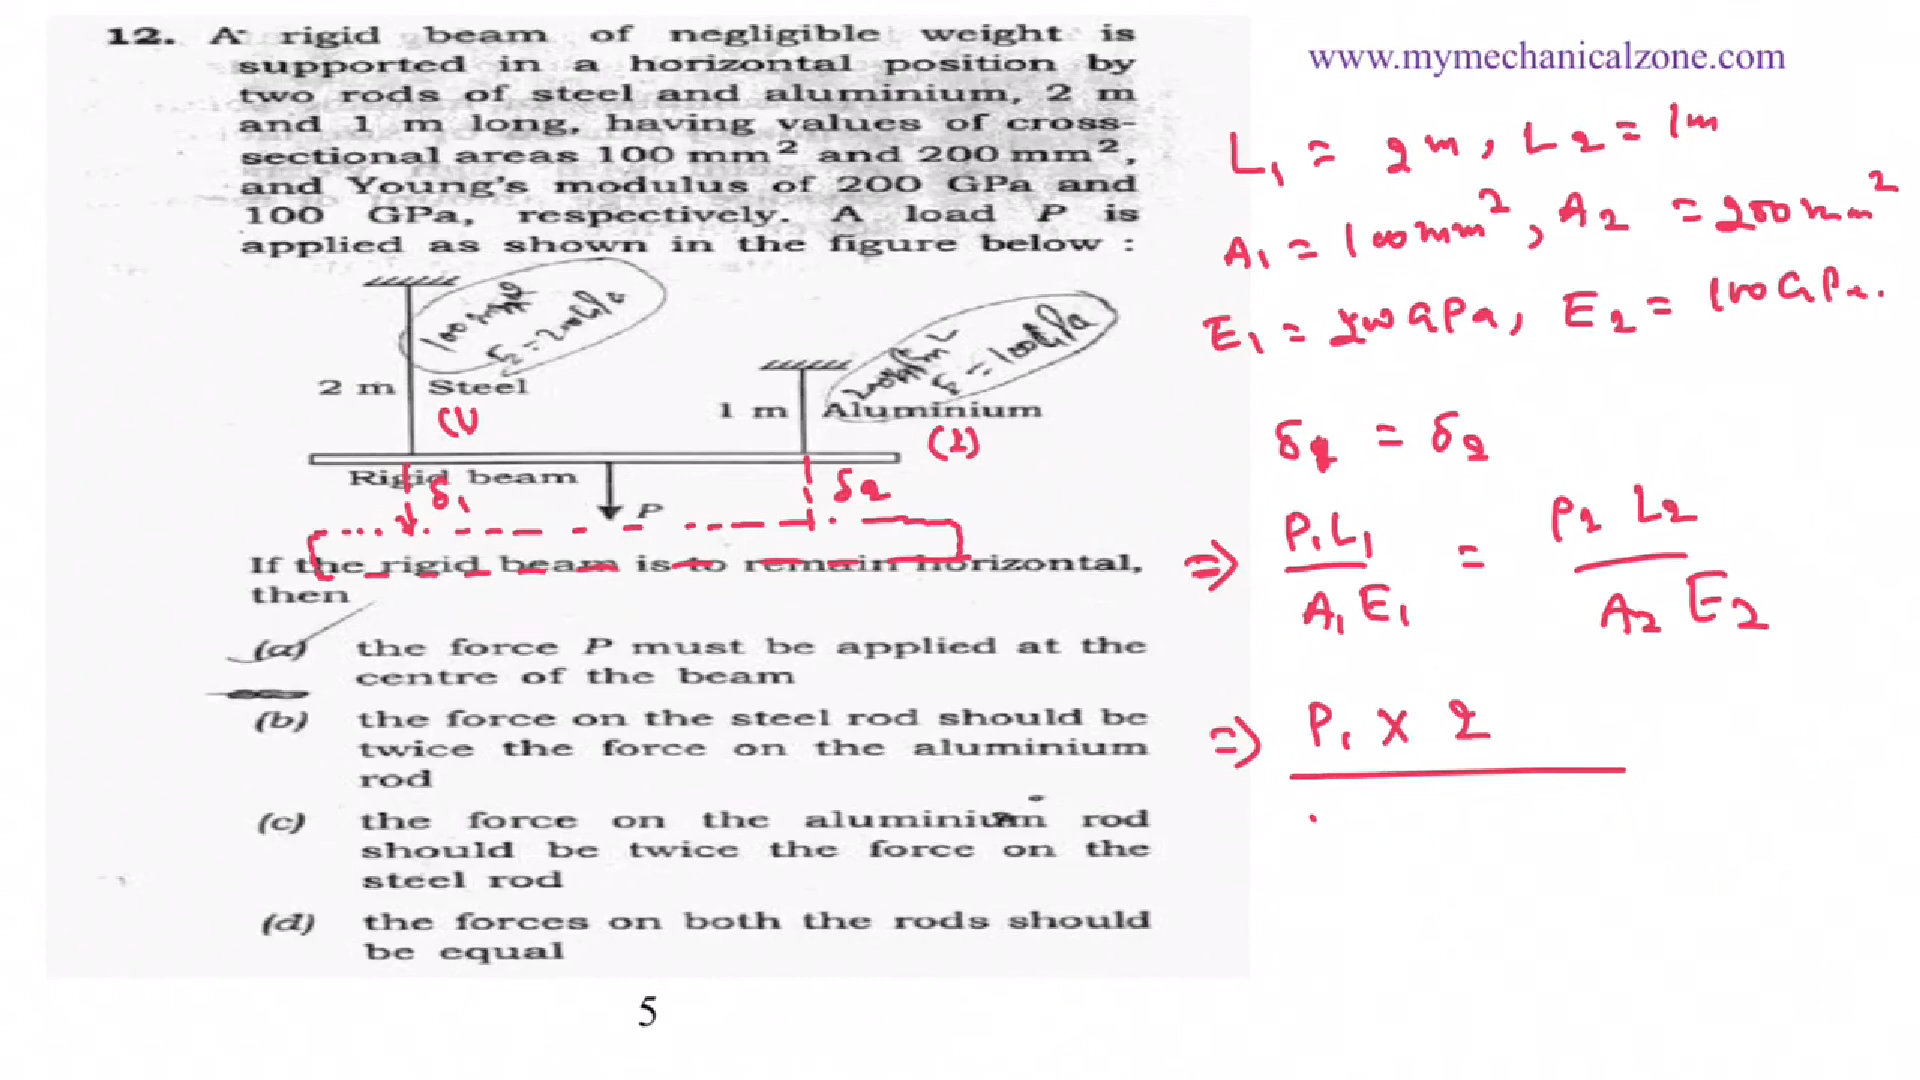 12. A rigid beam of negligible weight is
supported in a horizontal position by
two rods of steel and aluminium, 2 m
and 1 m long, having values of cross-
sectional areas 100 mm² and 200 mm²,
and Young's modulus of 200 GPa and
100 GPa, respectively. A load P is
applied as shown in the figure below :
E = 200GPa
200mm²
E = 100GPa
2 m Steel
(1)
1 m Aluminium
(2)
Rigid beam
δ₁
δ₂
P
If the rigid beam is to remain horizontal,
then
(a) the force P must be applied at the
centre of the beam
(b) the force on the steel rod should be
twice the force on the aluminium
rod
(c) the force on the aluminium rod
should be twice the force on the
steel rod
(d) the forces on both the rods should
be equal
5
www.mymechanicalzone.com
L₁ = 2m, L₂ = 1m
A₁ = 100mm², A₂ = 200mm²
E₁ = 200GPa, E₂ = 100GPa.
= δ₂
⇒ P₁L₁ / A₁E₁ = P₂L₂ / A₂E₂
⇒ P₁ × 2